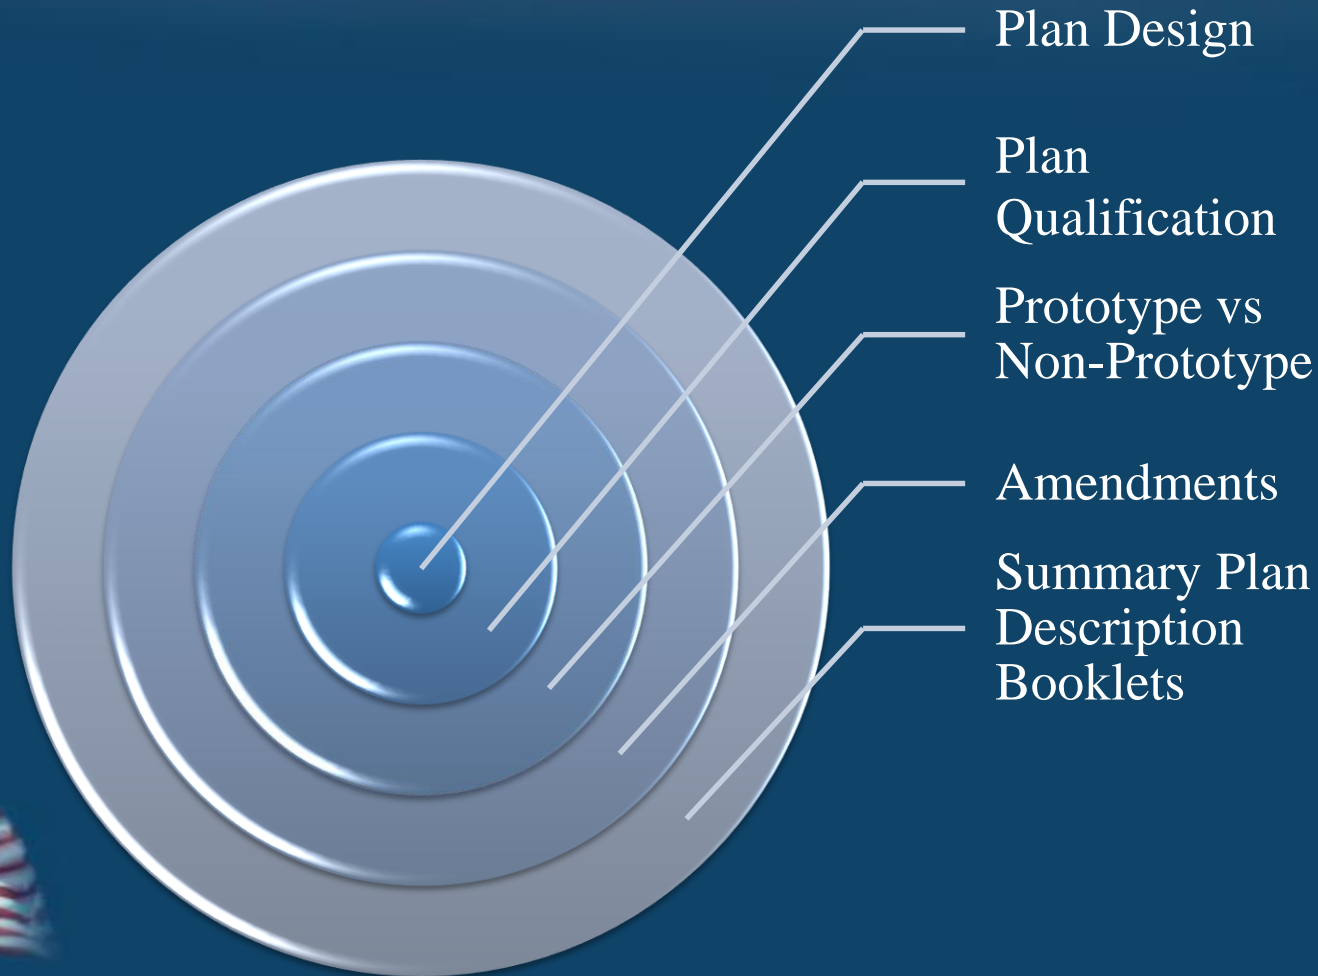 Plan Design
Plan
Qualification
Prototype vs
Non-Prototype
Amendments
Summary Plan
Description
Booklets